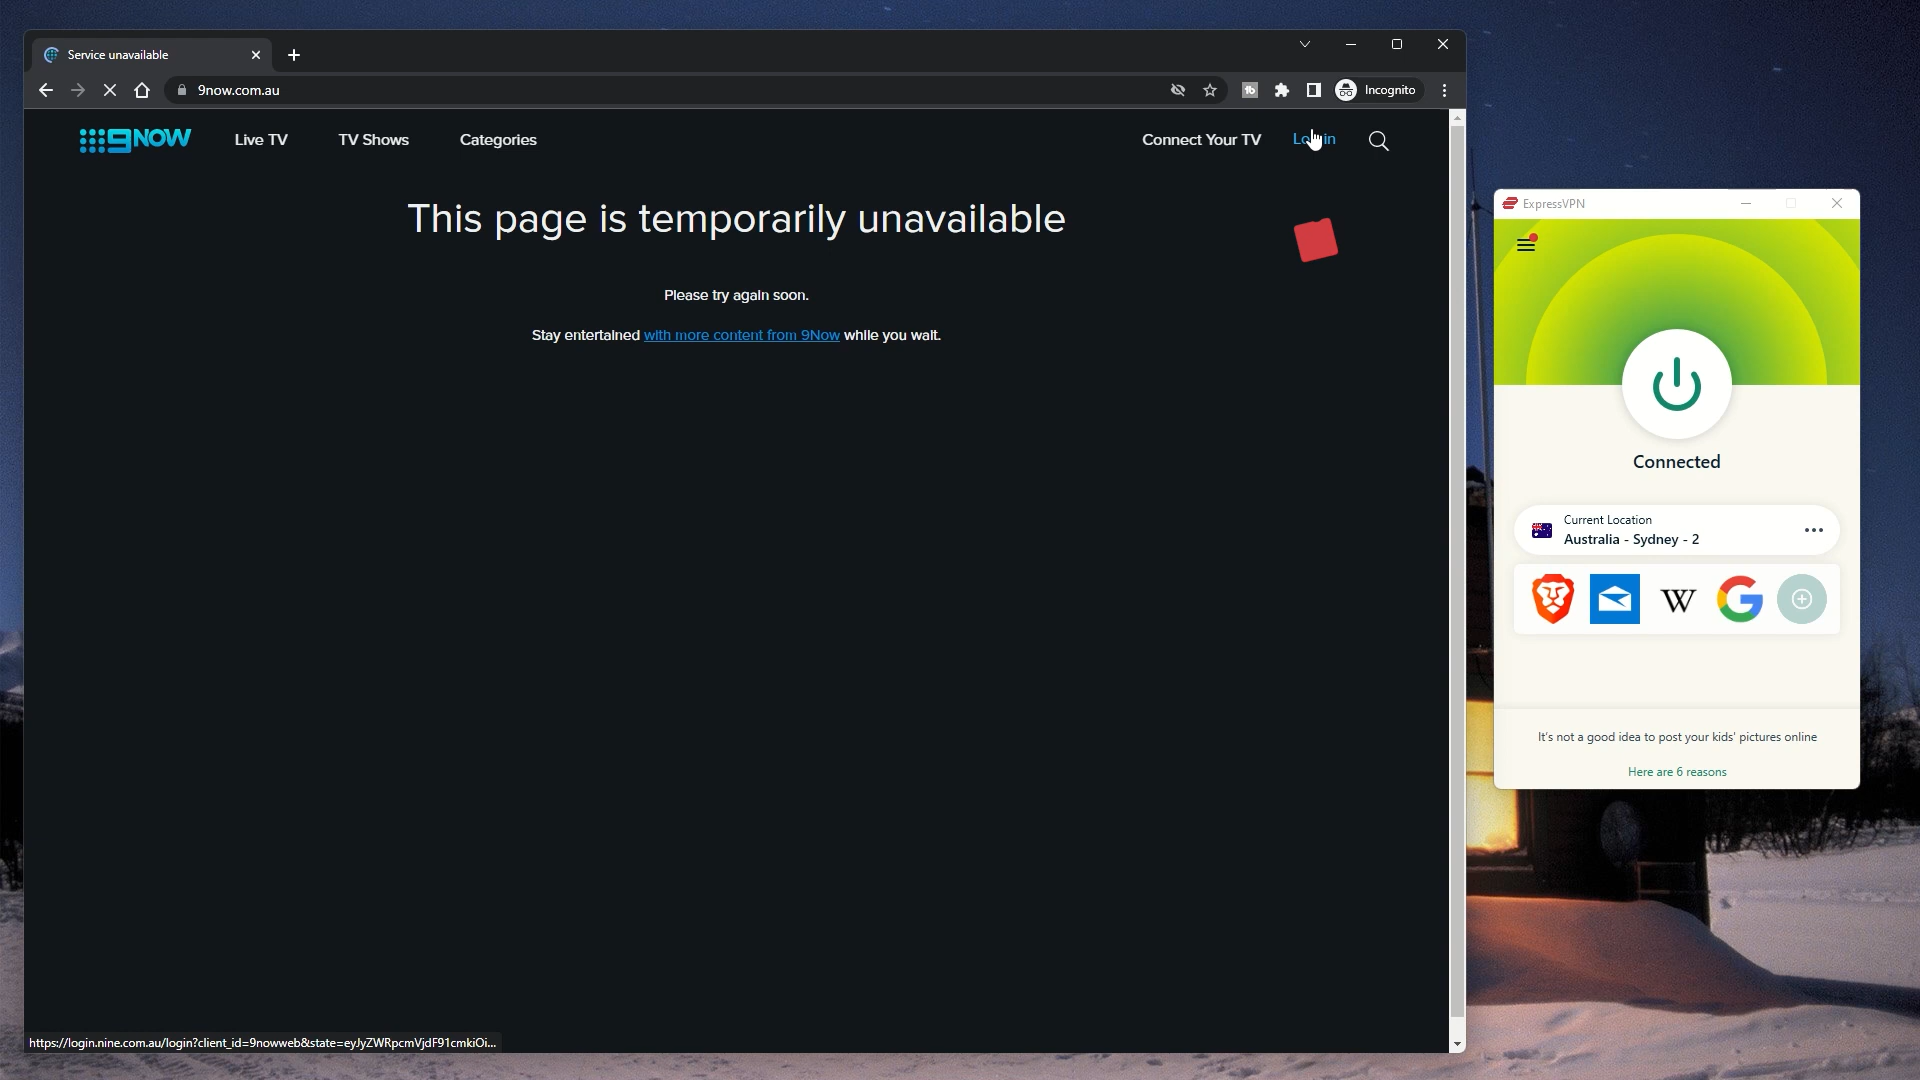 Service unavailable
9now.com.au
Incognito
9NOW
Live TV
TV Shows
Categories
Connect Your TV
in
This page is temporarily unavailable
Please try again soon.
Stay entertained with more content from 9Now while you wait.
https://login.nine.com.au/login?client_id=9nowweb&state=eyJyZWRpcmVjdF91cmkiOi...
ExpressVPN
Connected
Current Location
Australia - Sydney - 2
W
G
It's not a good idea to post your kids' pictures online
Here are 6 reasons